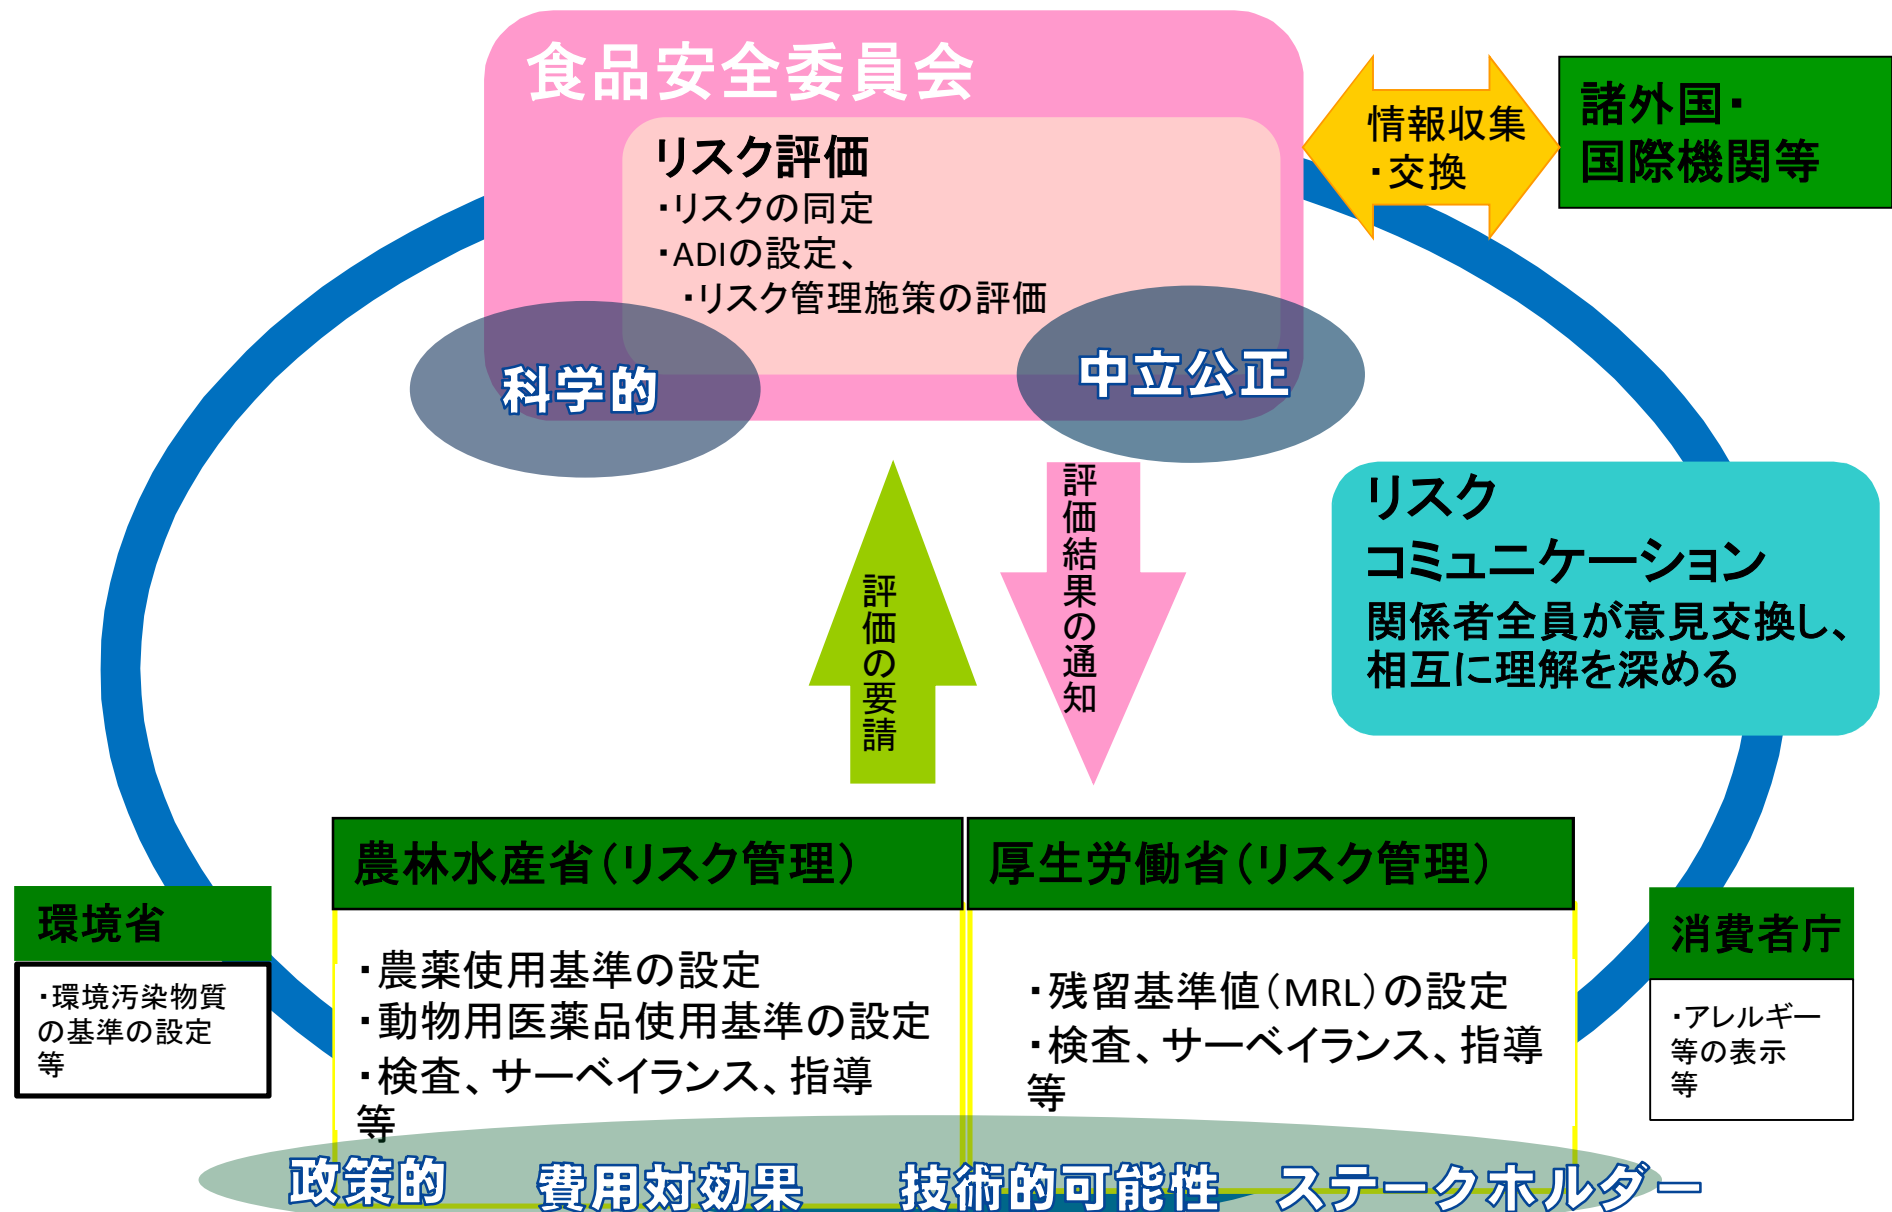 食品安全委員会
リスク評価
・リスクの同定
・ADIの設定、
・リスク管理施策の評価
科学的
中立公正
情報収集
・交換
諸外国・
国際機関等
評価の要請
評価結果の通知
リスク
コミュニケーション
関係者全員が意見交換し、
相互に理解を深める
農林水産省(リスク管理)
・農薬使用基準の設定
・動物用医薬品使用基準の設定
・検査、サーベイランス、指導
等
厚生労働省(リスク管理)
・残留基準値(MRL)の設定
・検査、サーベイランス、指導
等
環境省
・環境汚染物質
の基準の設定
等
消費者庁
・アレルギー
等の表示
等
政策的
費用対効果
技術的可能性
ステークホルダー